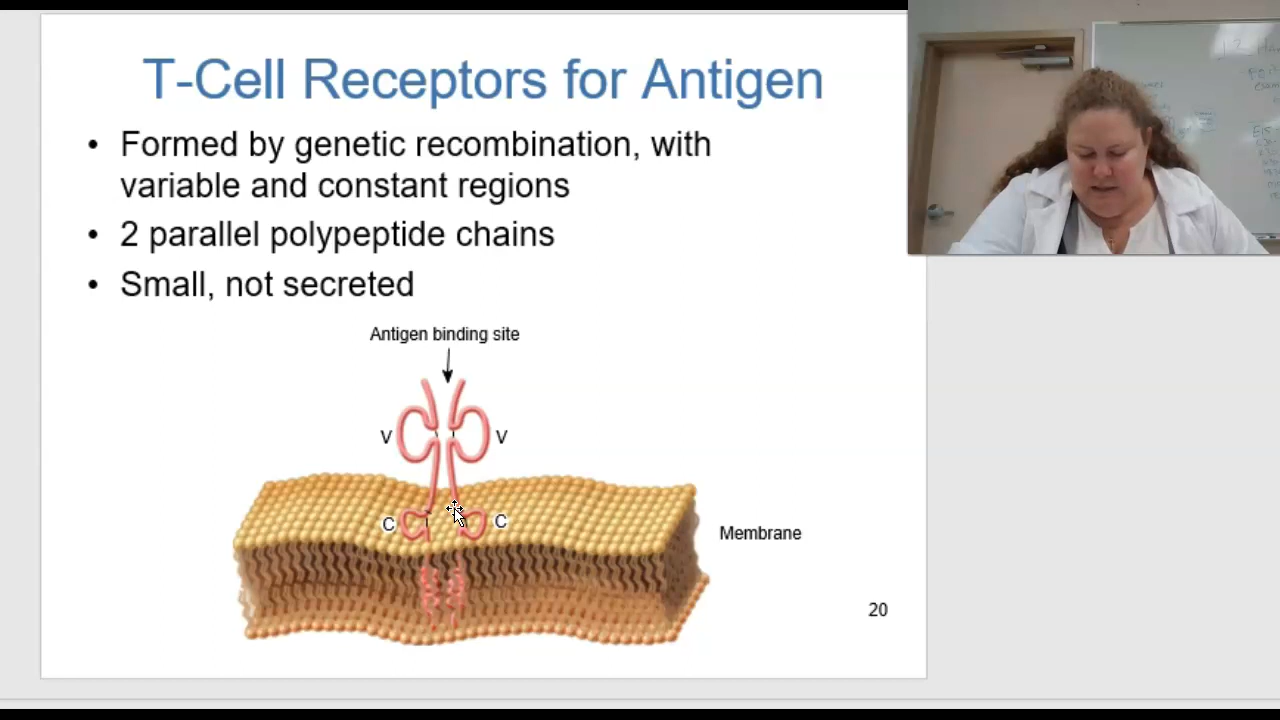 T-Cell Receptors for Antigen
• Formed by genetic recombination, with
variable and constant regions
• 2 parallel polypeptide chains
• Small, not secreted
Antigen binding site
V
V
C
C
Membrane
20